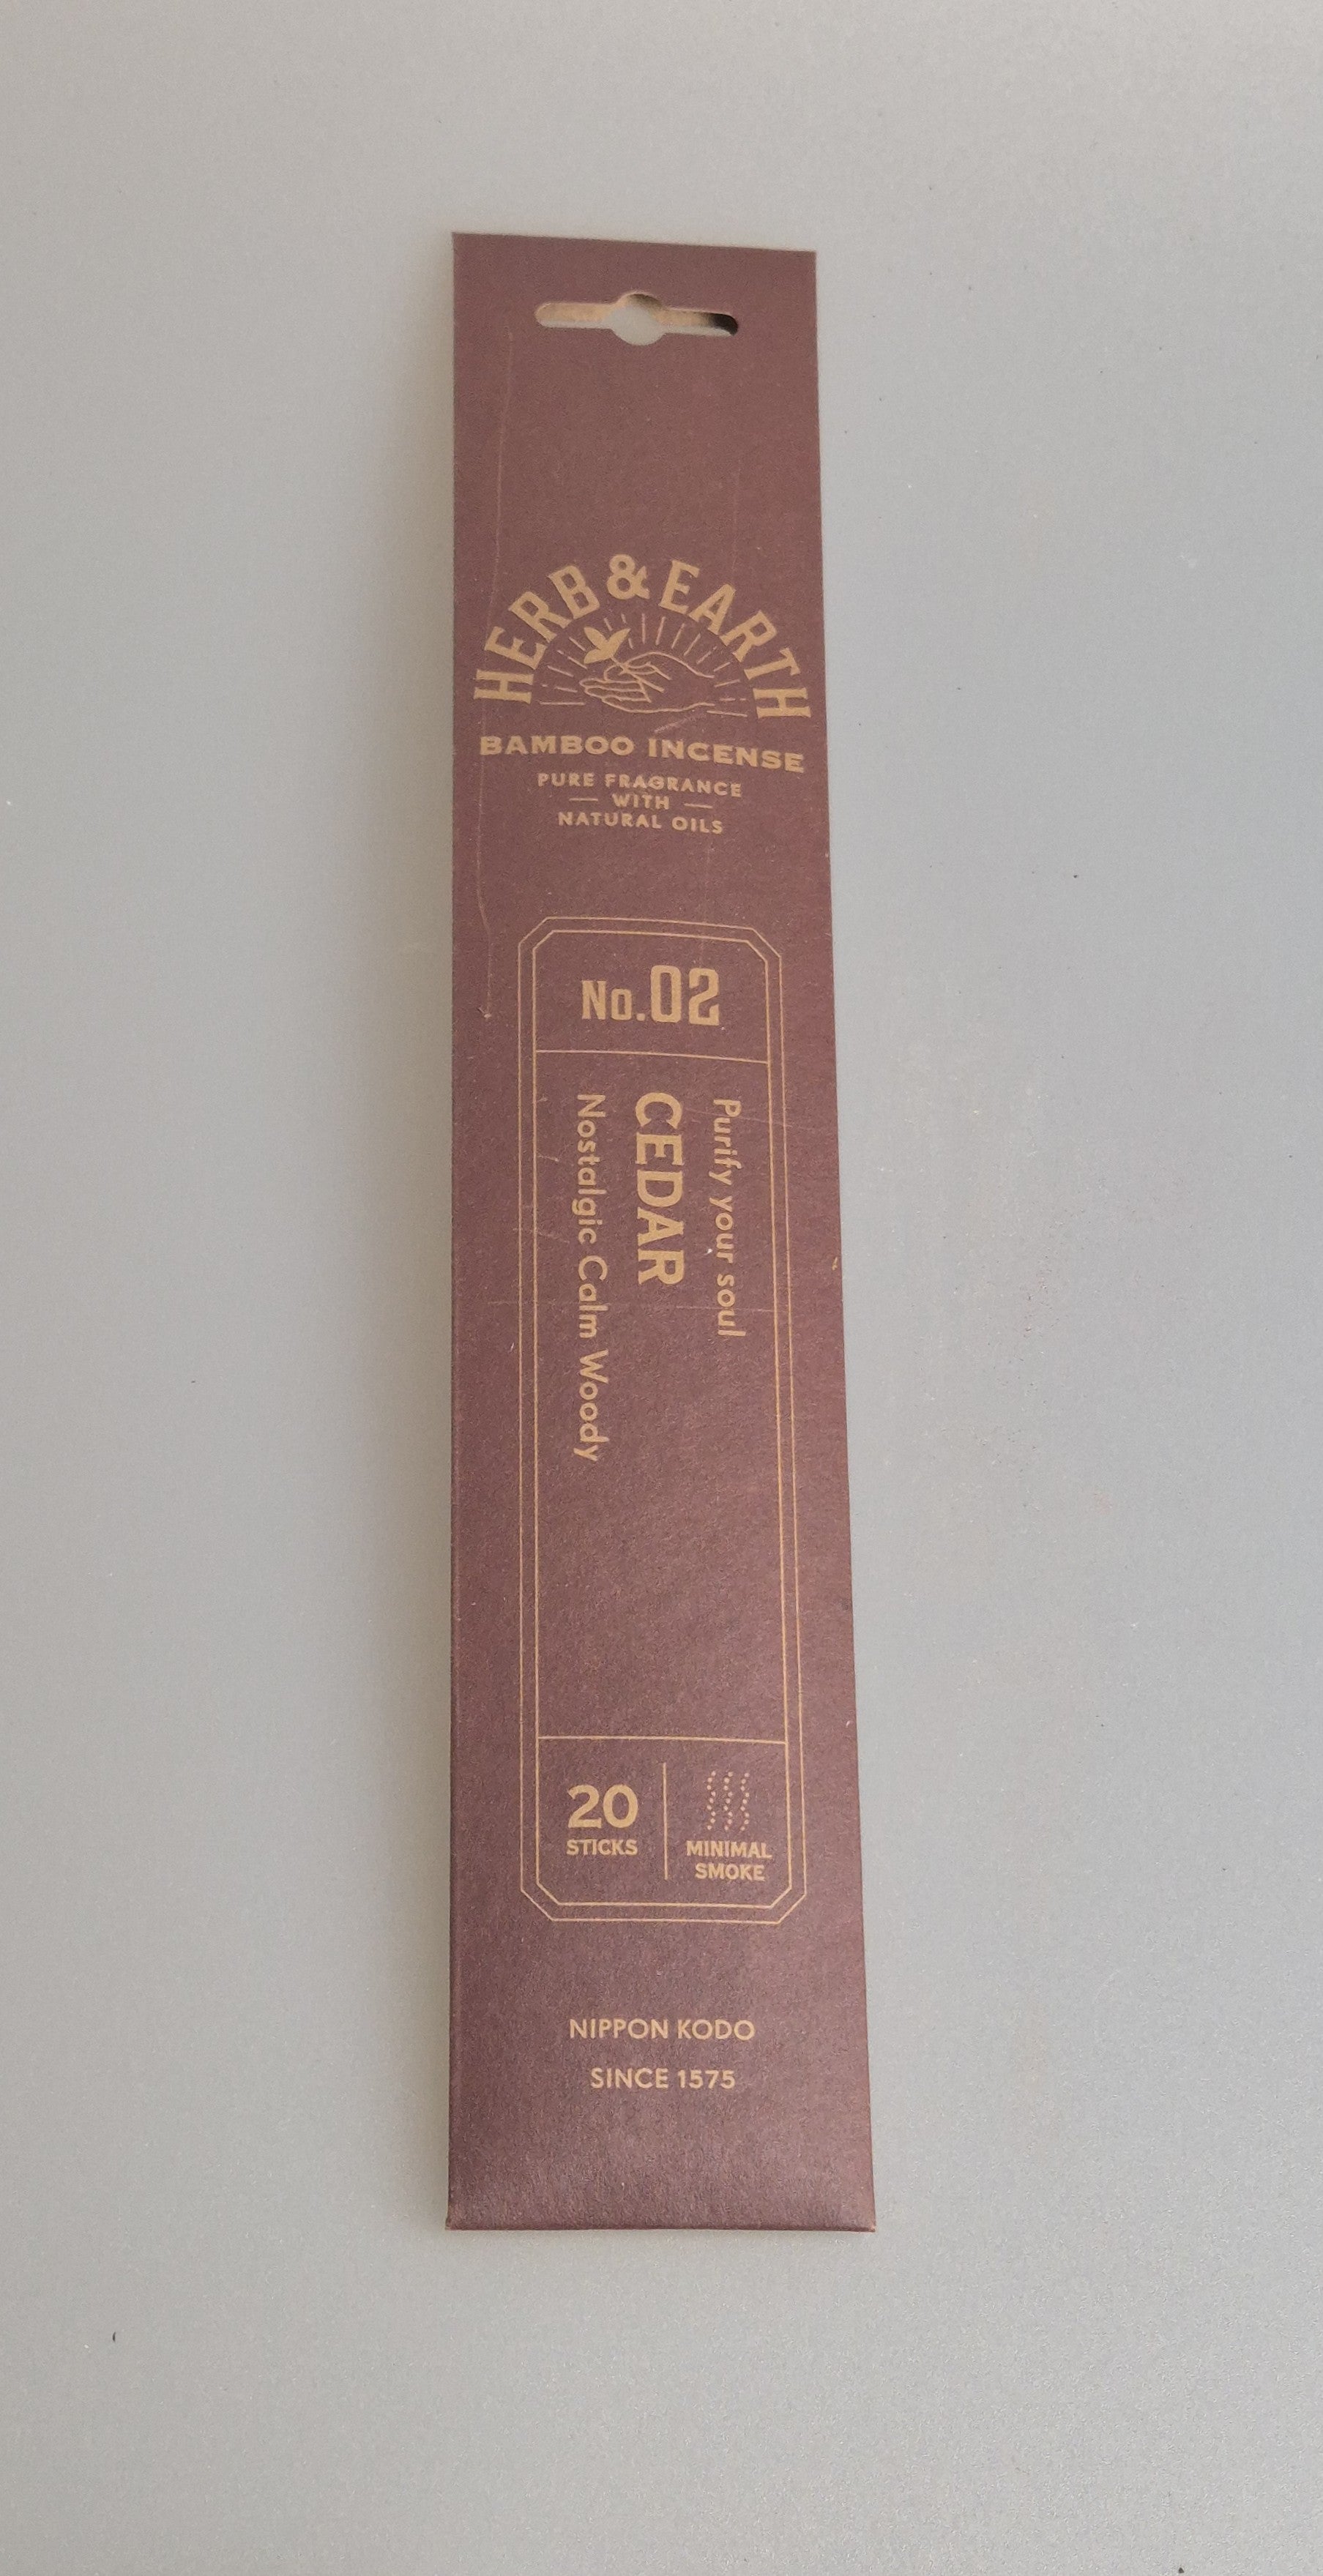 HERB & EARTH
BAMBOO INCENSE
PURE FRAGRANCE
WITH
NATURAL OILS
No.02
Purify your soul
CEDAR
Nostalgic Calm Woody
20
STICKS
MINIMAL
SMOKE
NIPPON KODO
SINCE 1575